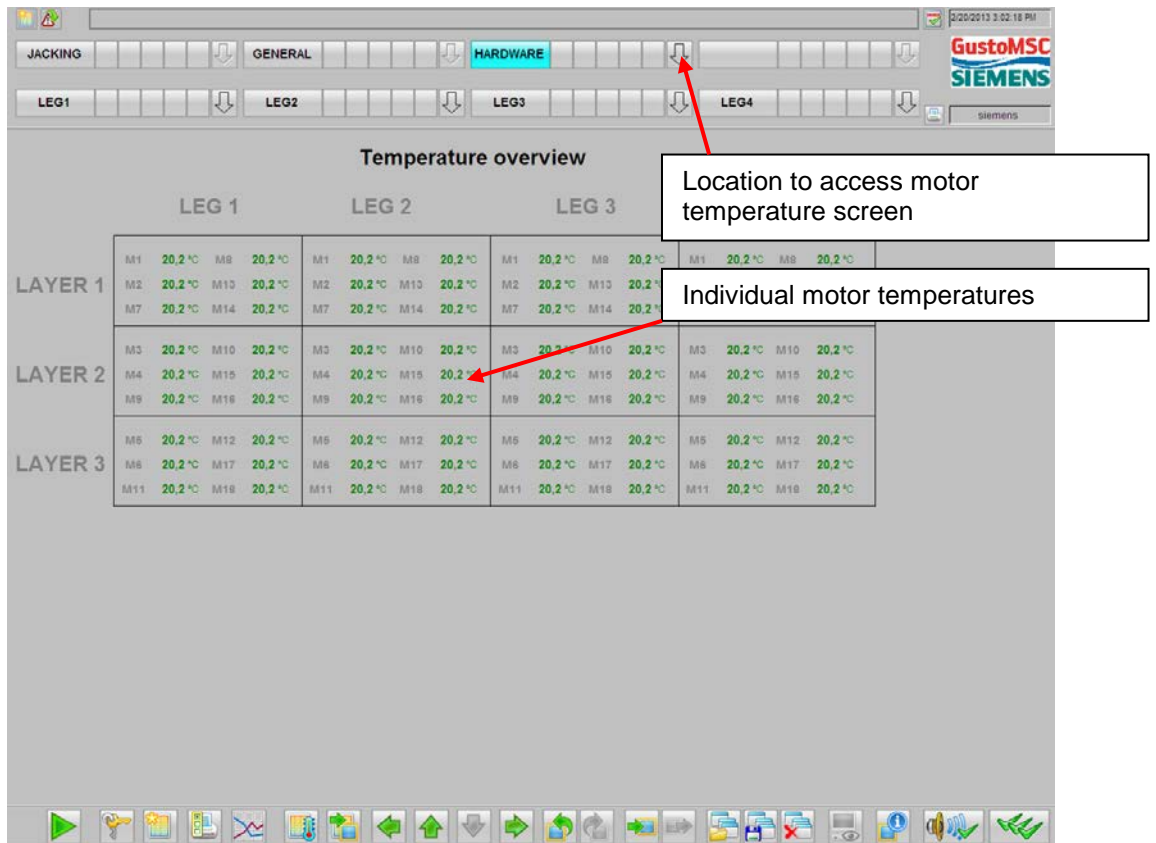 2/20/2013 3:02:18 PM
JACKING GENERAL HARDWARE
GustoMSC
SIEMENS
LEG1 LEG2 LEG3 LEG4
siemens
Temperature overview
Location to access motor
temperature screen
LEG 1 LEG 2 LEG 3
M1 20,2 °C M8 20,2 °C M1 20,2 °C M8 20,2 °C M1 20,2 °C M8 20,2 °C M1 20,2 °C M8 20,2 °C
LAYER 1 M2 20,2 °C M13 20,2 °C M2 20,2 °C M13 20,2 °C M2 20,2 °C M13 20,2
Individual motor temperatures
M7 20,2 °C M14 20,2 °C M7 20,2 °C M14 20,2 °C M7 20,2 °C M14 20,2
M3 20,2 °C M10 20,2 °C M3 20,2 °C M10 20,2 °C M3 20,2 °C M10 20,2 °C M3 20,2 °C M10 20,2 °C
LAYER 2 M4 20,2 °C M15 20,2 °C M4 20,2 °C M15 20,2 °C M4 20,2 °C M15 20,2 °C M4 20,2 °C M15 20,2 °C
M9 20,2 °C M16 20,2 °C M9 20,2 °C M16 20,2 °C M9 20,2 °C M16 20,2 °C M9 20,2 °C M16 20,2 °C
M5 20,2 °C M12 20,2 °C M5 20,2 °C M12 20,2 °C M5 20,2 °C M12 20,2 °C M5 20,2 °C M12 20,2 °C
LAYER 3 M6 20,2 °C M17 20,2 °C M6 20,2 °C M17 20,2 °C M6 20,2 °C M17 20,2 °C M6 20,2 °C M17 20,2 °C
M11 20,2 °C M18 20,2 °C M11 20,2 °C M18 20,2 °C M11 20,2 °C M18 20,2 °C M11 20,2 °C M18 20,2 °C